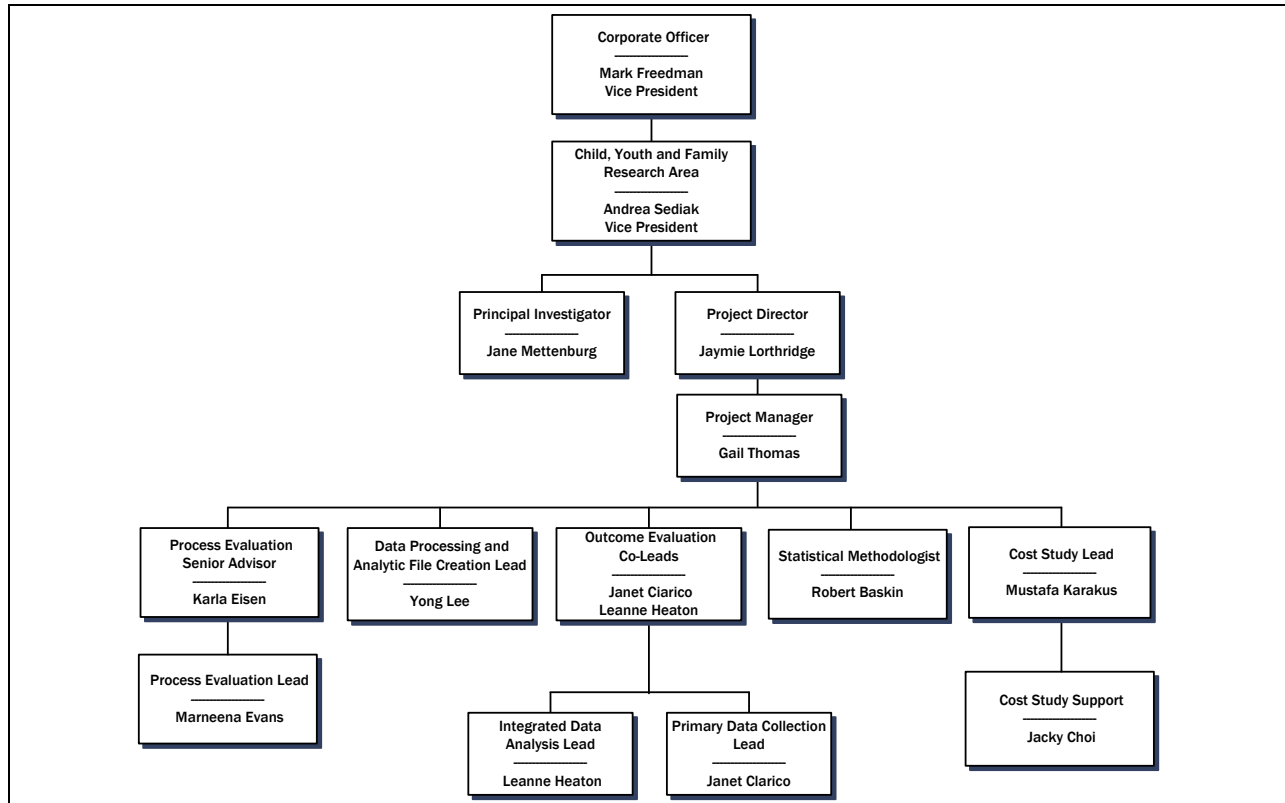 Corporate Officer
Mark Freedman
Vice President
Child, Youth and Family
Research Area
Andrea Sediak
Vice President
Principal Investigator
Jane Mettenburg
Project Director
Jaymie Lorthridge
Project Manager
Gail Thomas
Process Evaluation
Senior Advisor
Karla Eisen
Data Processing and
Analytic File Creation Lead
Yong Lee
Outcome Evaluation
Co-Leads
Janet Ciarico
Leanne Heaton
Statistical Methodologist
Robert Baskin
Cost Study Lead
Mustafa Karakus
Process Evaluation Lead
Marneena Evans
Integrated Data
Analysis Lead
Leanne Heaton
Primary Data Collection
Lead
Janet Clarico
Cost Study Support
Jacky Choi